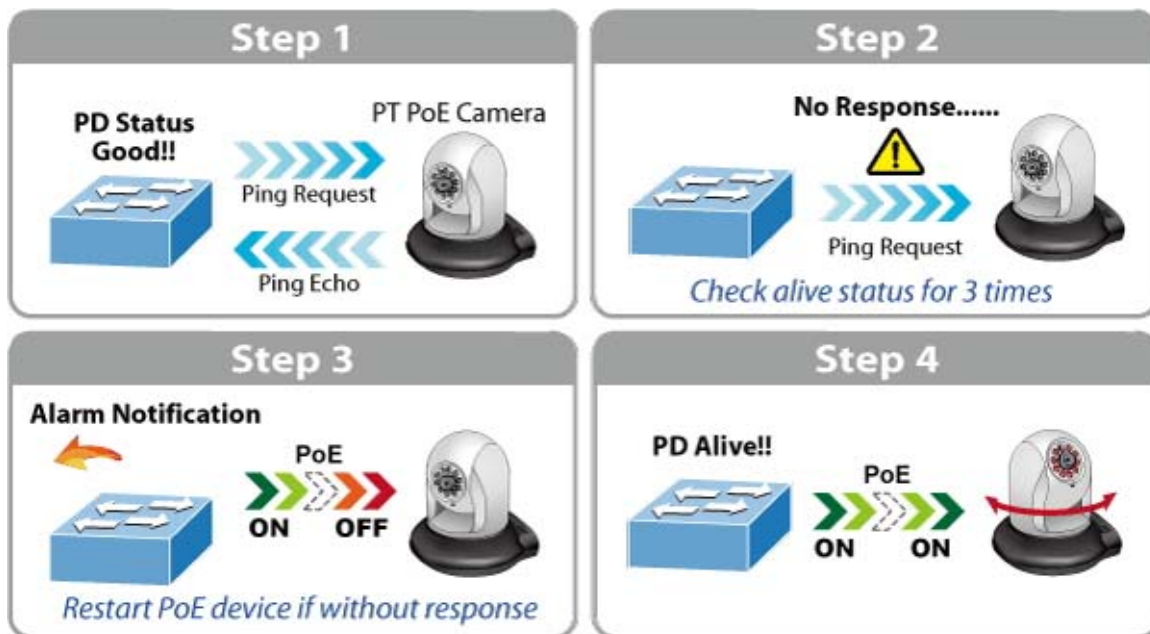 Step 1
PD Status
Good!!
PT PoE Camera
Ping Request
Ping Echo
Step 2
No Response......
Ping Request
Check alive status for 3 times
Step 3
Alarm Notification
PoE
ON OFF
Restart PoE device if without response
Step 4
PD Alive!!
PoE
ON ON